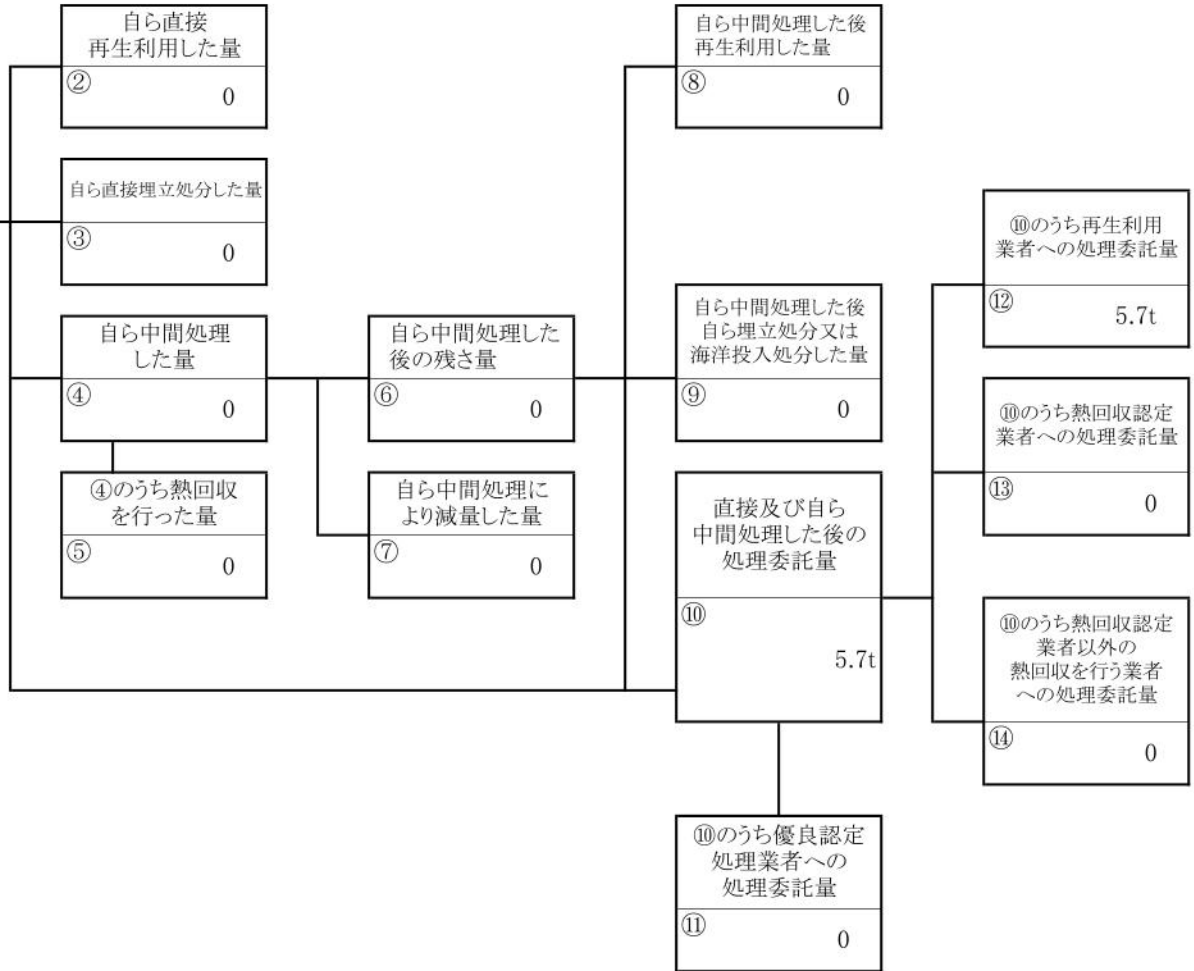 自ら直接
再生利用した量
②
0
自ら直接埋立処分した量
③
0
自ら中間処理
した量
④
0
④のうち熱回収
を行った量
⑤
0
自ら中間処理した
後の残さ量
⑥
0
自ら中間処理に
より減量した量
⑦
0
自ら中間処理した後
再生利用した量
⑧
0
自ら中間処理した後
自ら埋立処分又は
海洋投入処分した量
⑨
0
直接及び自ら
中間処理した後の
処理委託量
⑩
5.7t
⑩のうち優良認定
処理業者への
処理委託量
⑪
0
⑩のうち再生利用
業者への処理委託量
⑫
5.7t
⑩のうち熱回収認定
業者への処理委託量
⑬
0
⑩のうち熱回収認定
業者以外の
熱回収を行う業者
への処理委託量
⑭
0